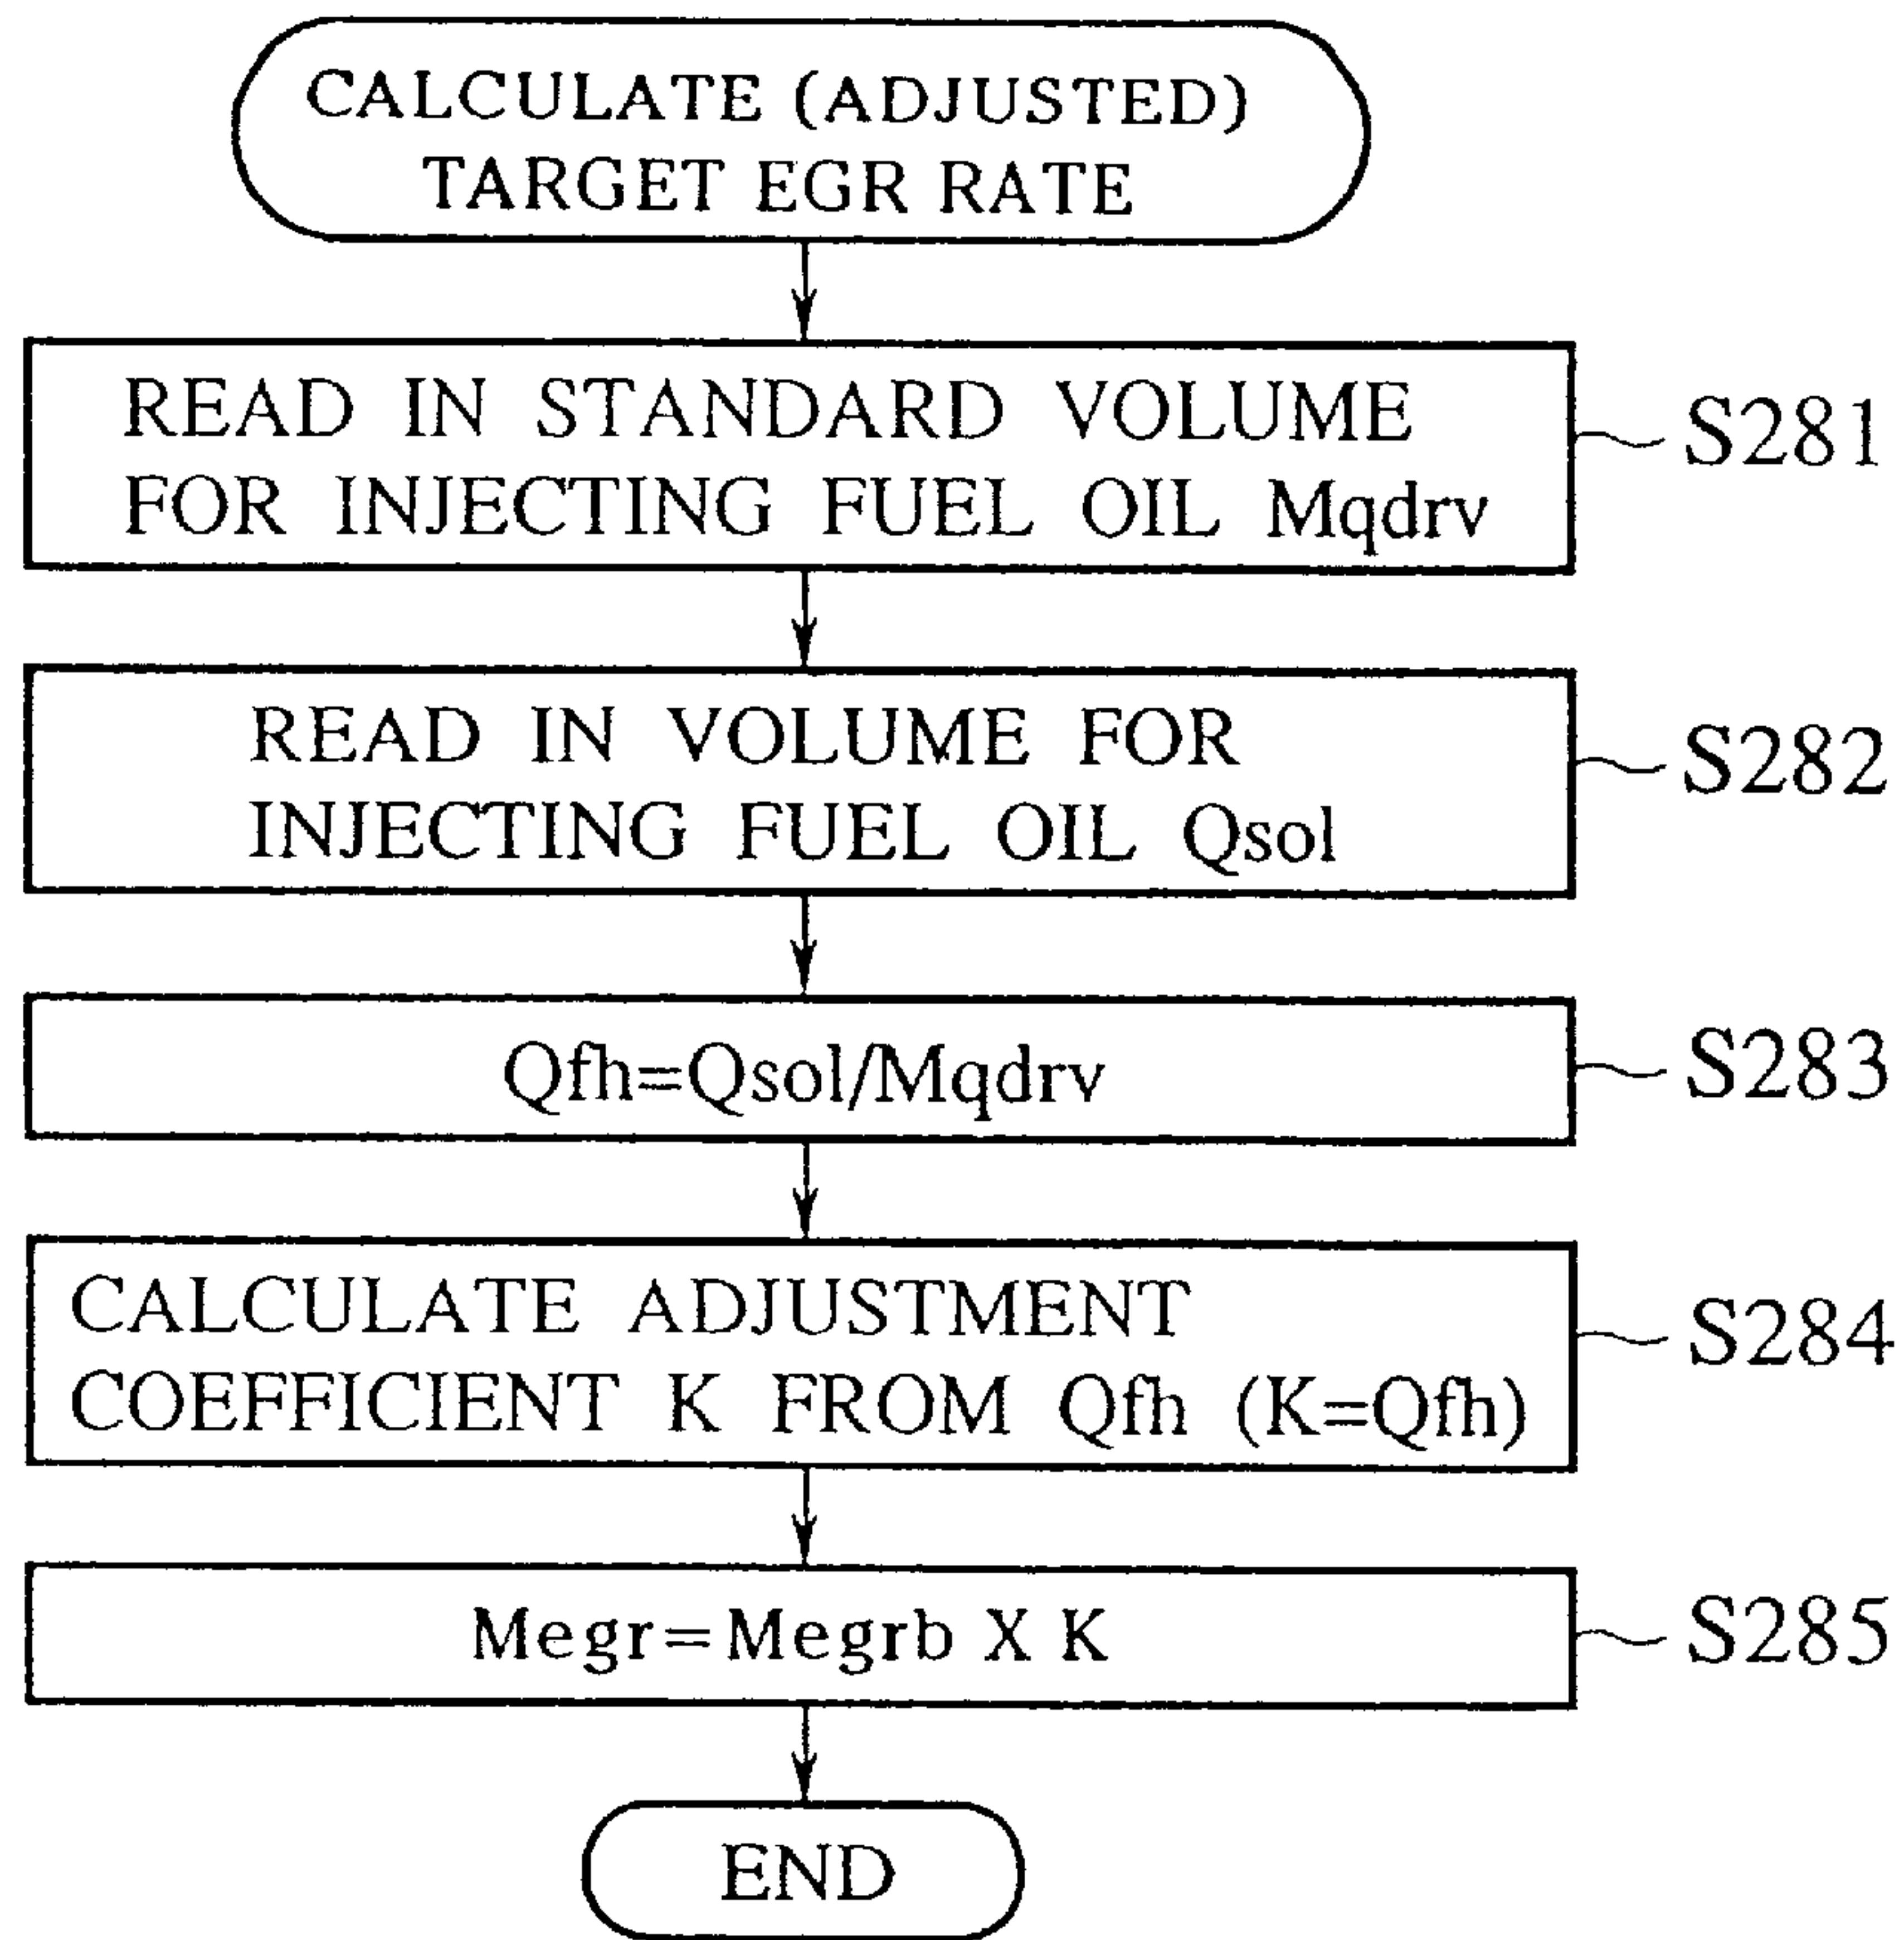 CALCULATE (ADJUSTED)
TARGET EGR RATE
READ IN STANDARD VOLUME
FOR INJECTING FUEL OIL Mqdrv
S281
READ IN VOLUME FOR
INJECTING FUEL OIL Qsol
S282
Qfh=Qsol/Mqdrv
S283
CALCULATE ADJUSTMENT
COEFFICIENT K FROM Qfh (K=Qfh)
S284
Megr=Megrb X K
S285
END